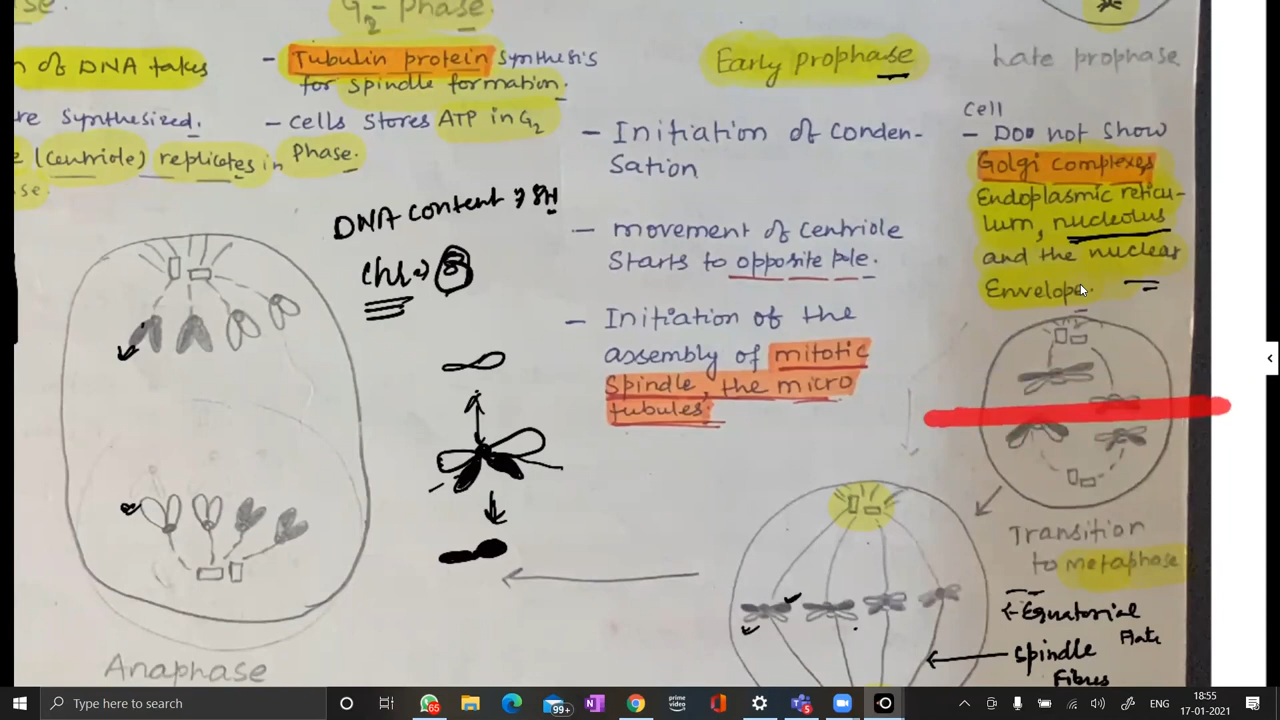 G₂-Phase.
n of DNA takes
re Synthesized.
e (Centriole) replicates in
se.
- Tubulin protein Synthesis
for spindle formation.
- cells stores ATP in G₂
Phase.
DNA content →
Chr →) 8
Anaphase
Early prophase
- Initiation of Conden-
Sation
- movement of Centriole
Starts to opposite pole.
- Initiation of the
assembly of mitotic
Spindle, the micro
tubules.
Late prophase
Cell
- Doo not Show
Golgi complexes
Endoplasmic reticu-
lum, nucleolus
and the nuclear
Envelope.
Transition
to metaphase
Equatorial
Plate
Spindle
Fibres
Type here to search
65
99+
ENG
18:55
17-01-2021